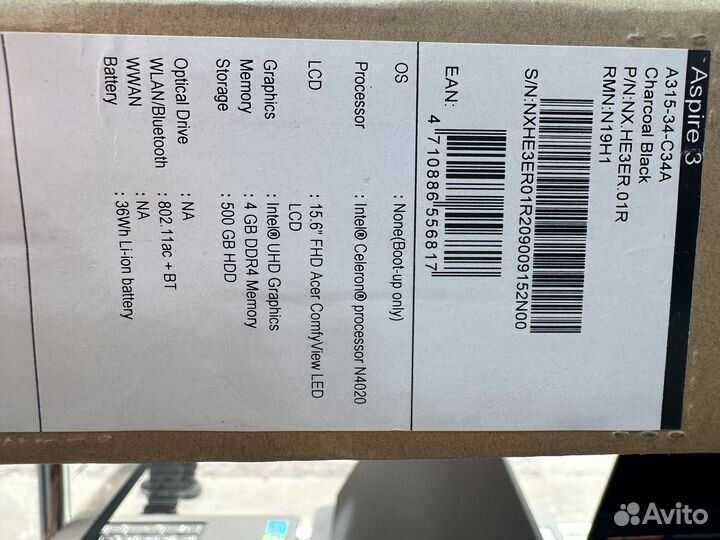 Aspire 3
A315-34-C34A
Charcoal Black
P/N:NX.HE3ER.01R
RMN:N19H1
S/N:NXHE3ER01R209009152N00
EAN:
4 710886 556817
OS : None(Boot-up only)
Processor : Intel® Celeron® processor N4020
LCD : 15.6" FHD Acer ComfyView LED
LCD
Graphics : Intel® UHD Graphics
Memory : 4 GB DDR4 Memory
Storage : 500 GB HDD
Optical Drive : NA
WLAN/Bluetooth : 802.11ac + BT
WWAN : NA
Battery : 36Wh Li-ion battery
Avito